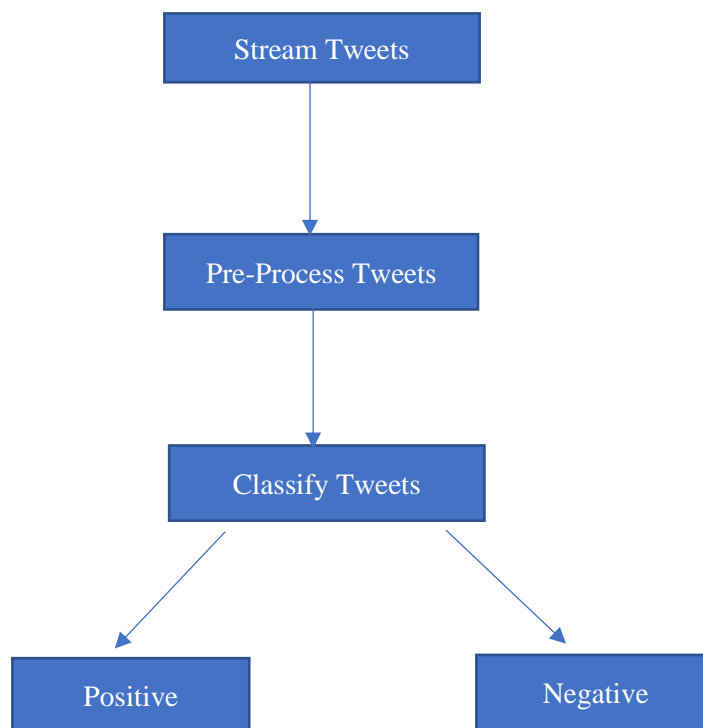 Stream Tweets
Pre-Process Tweets
Classify Tweets
Positive
Negative